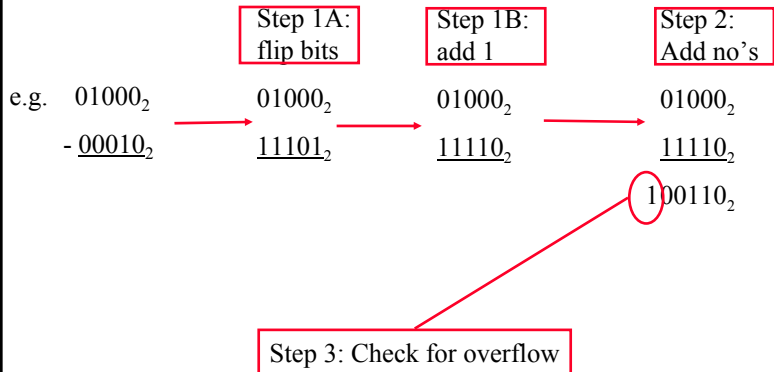 Step 1A:
flip bits
Step 1B:
add 1
Step 2:
Add no’s
e.g. 01000₂ 01000₂ 01000₂ 01000₂
- 00010₂ 11101₂ 11110₂ 11110₂
100110₂
Step 3: Check for overflow